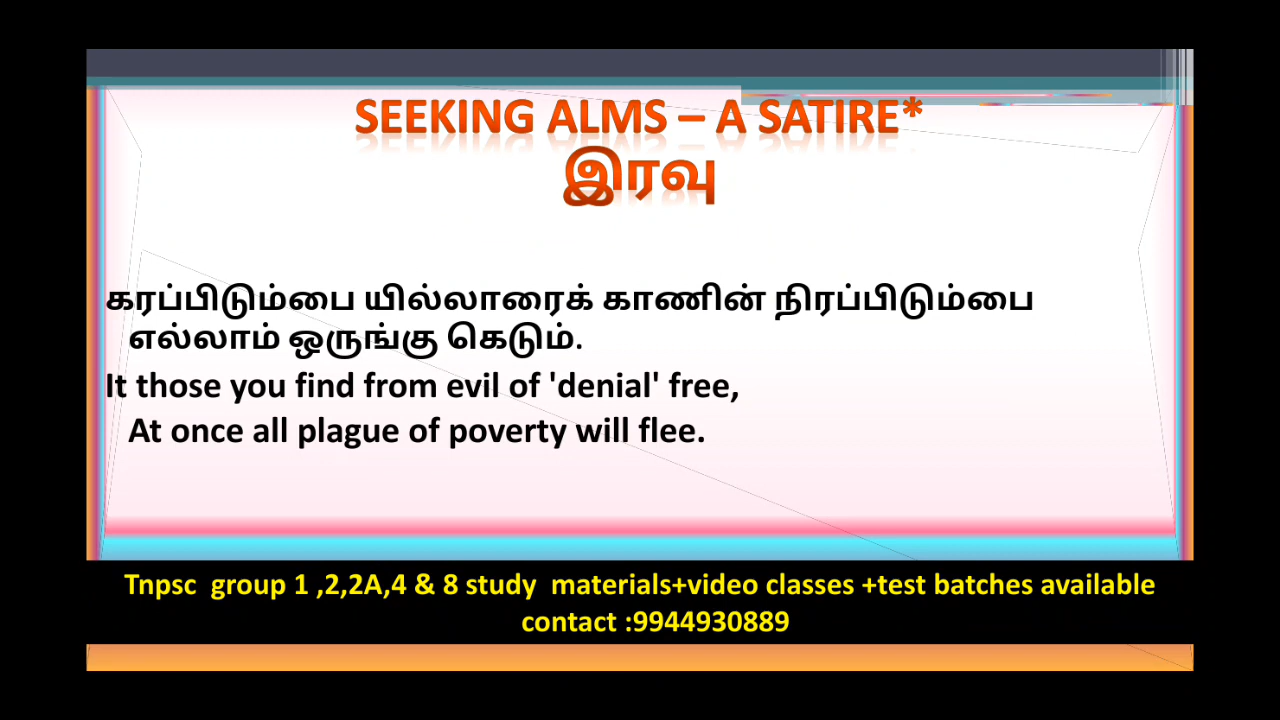 SEEKING ALMS – A SATIRE*
இரவு
கரப்பிடும்பை யில்லாரைக் காணின் நிரப்பிடும்பை
எல்லாம் ஒருங்கு கெடும்.
It those you find from evil of 'denial' free,
At once all plague of poverty will flee.
Tnpsc  group 1 ,2,2A,4 & 8 study  materials+video classes +test batches available
contact :9944930889